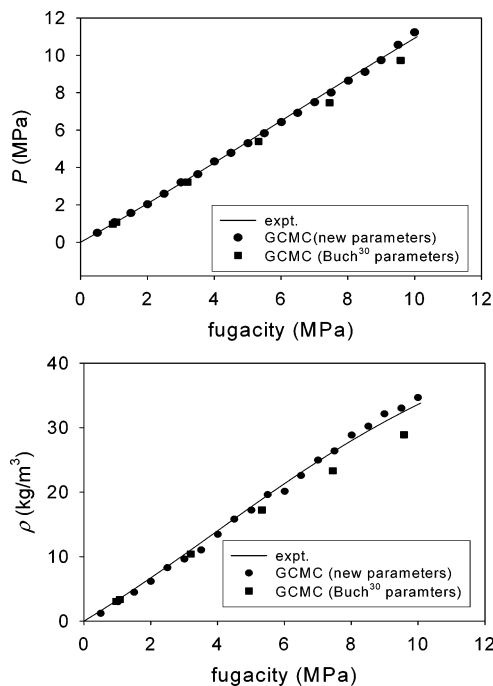 12
10
8
6
4
2
0
P (MPa)
expt.
GCMC(new parameters)
GCMC (Buch30 parameters)
0 2 4 6 8 10 12
fugacity (MPa)
40
30
20
10
0
ρ (kg/m3)
expt.
GCMC (new parameters)
GCMC (Buch30 paramters)
0 2 4 6 8 10 12
fugacity (MPa)